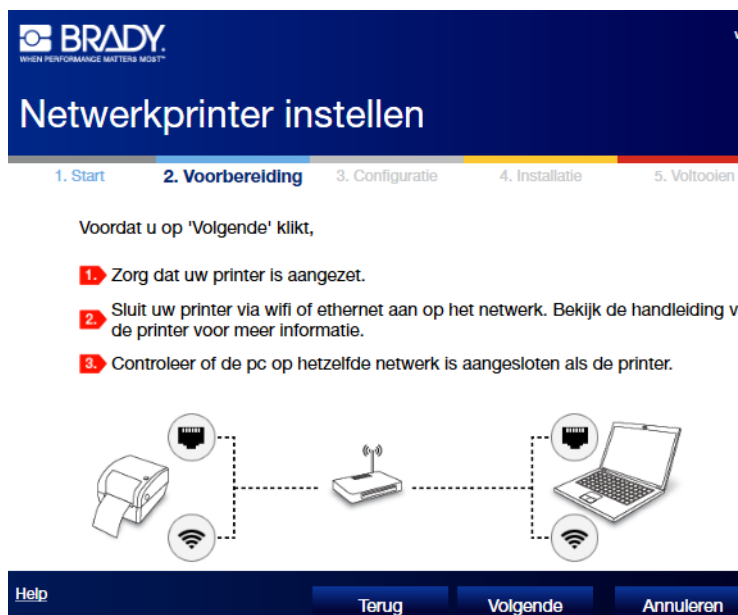 BRADY.
WHEN PERFORMANCE MATTERS MOST™
Netwerkprinter instellen
1. Start
2. Voorbereiding
3. Configuratie
4. Installatie
5. Voltooien
Voordat u op 'Volgende' klikt,
1. Zorg dat uw printer is aangezet.
2. Sluit uw printer via wifi of ethernet aan op het netwerk. Bekijk de handleiding
de printer voor meer informatie.
3. Controleer of de pc op hetzelfde netwerk is aangesloten als de printer.
Help
Terug
Volgende
Annuleren